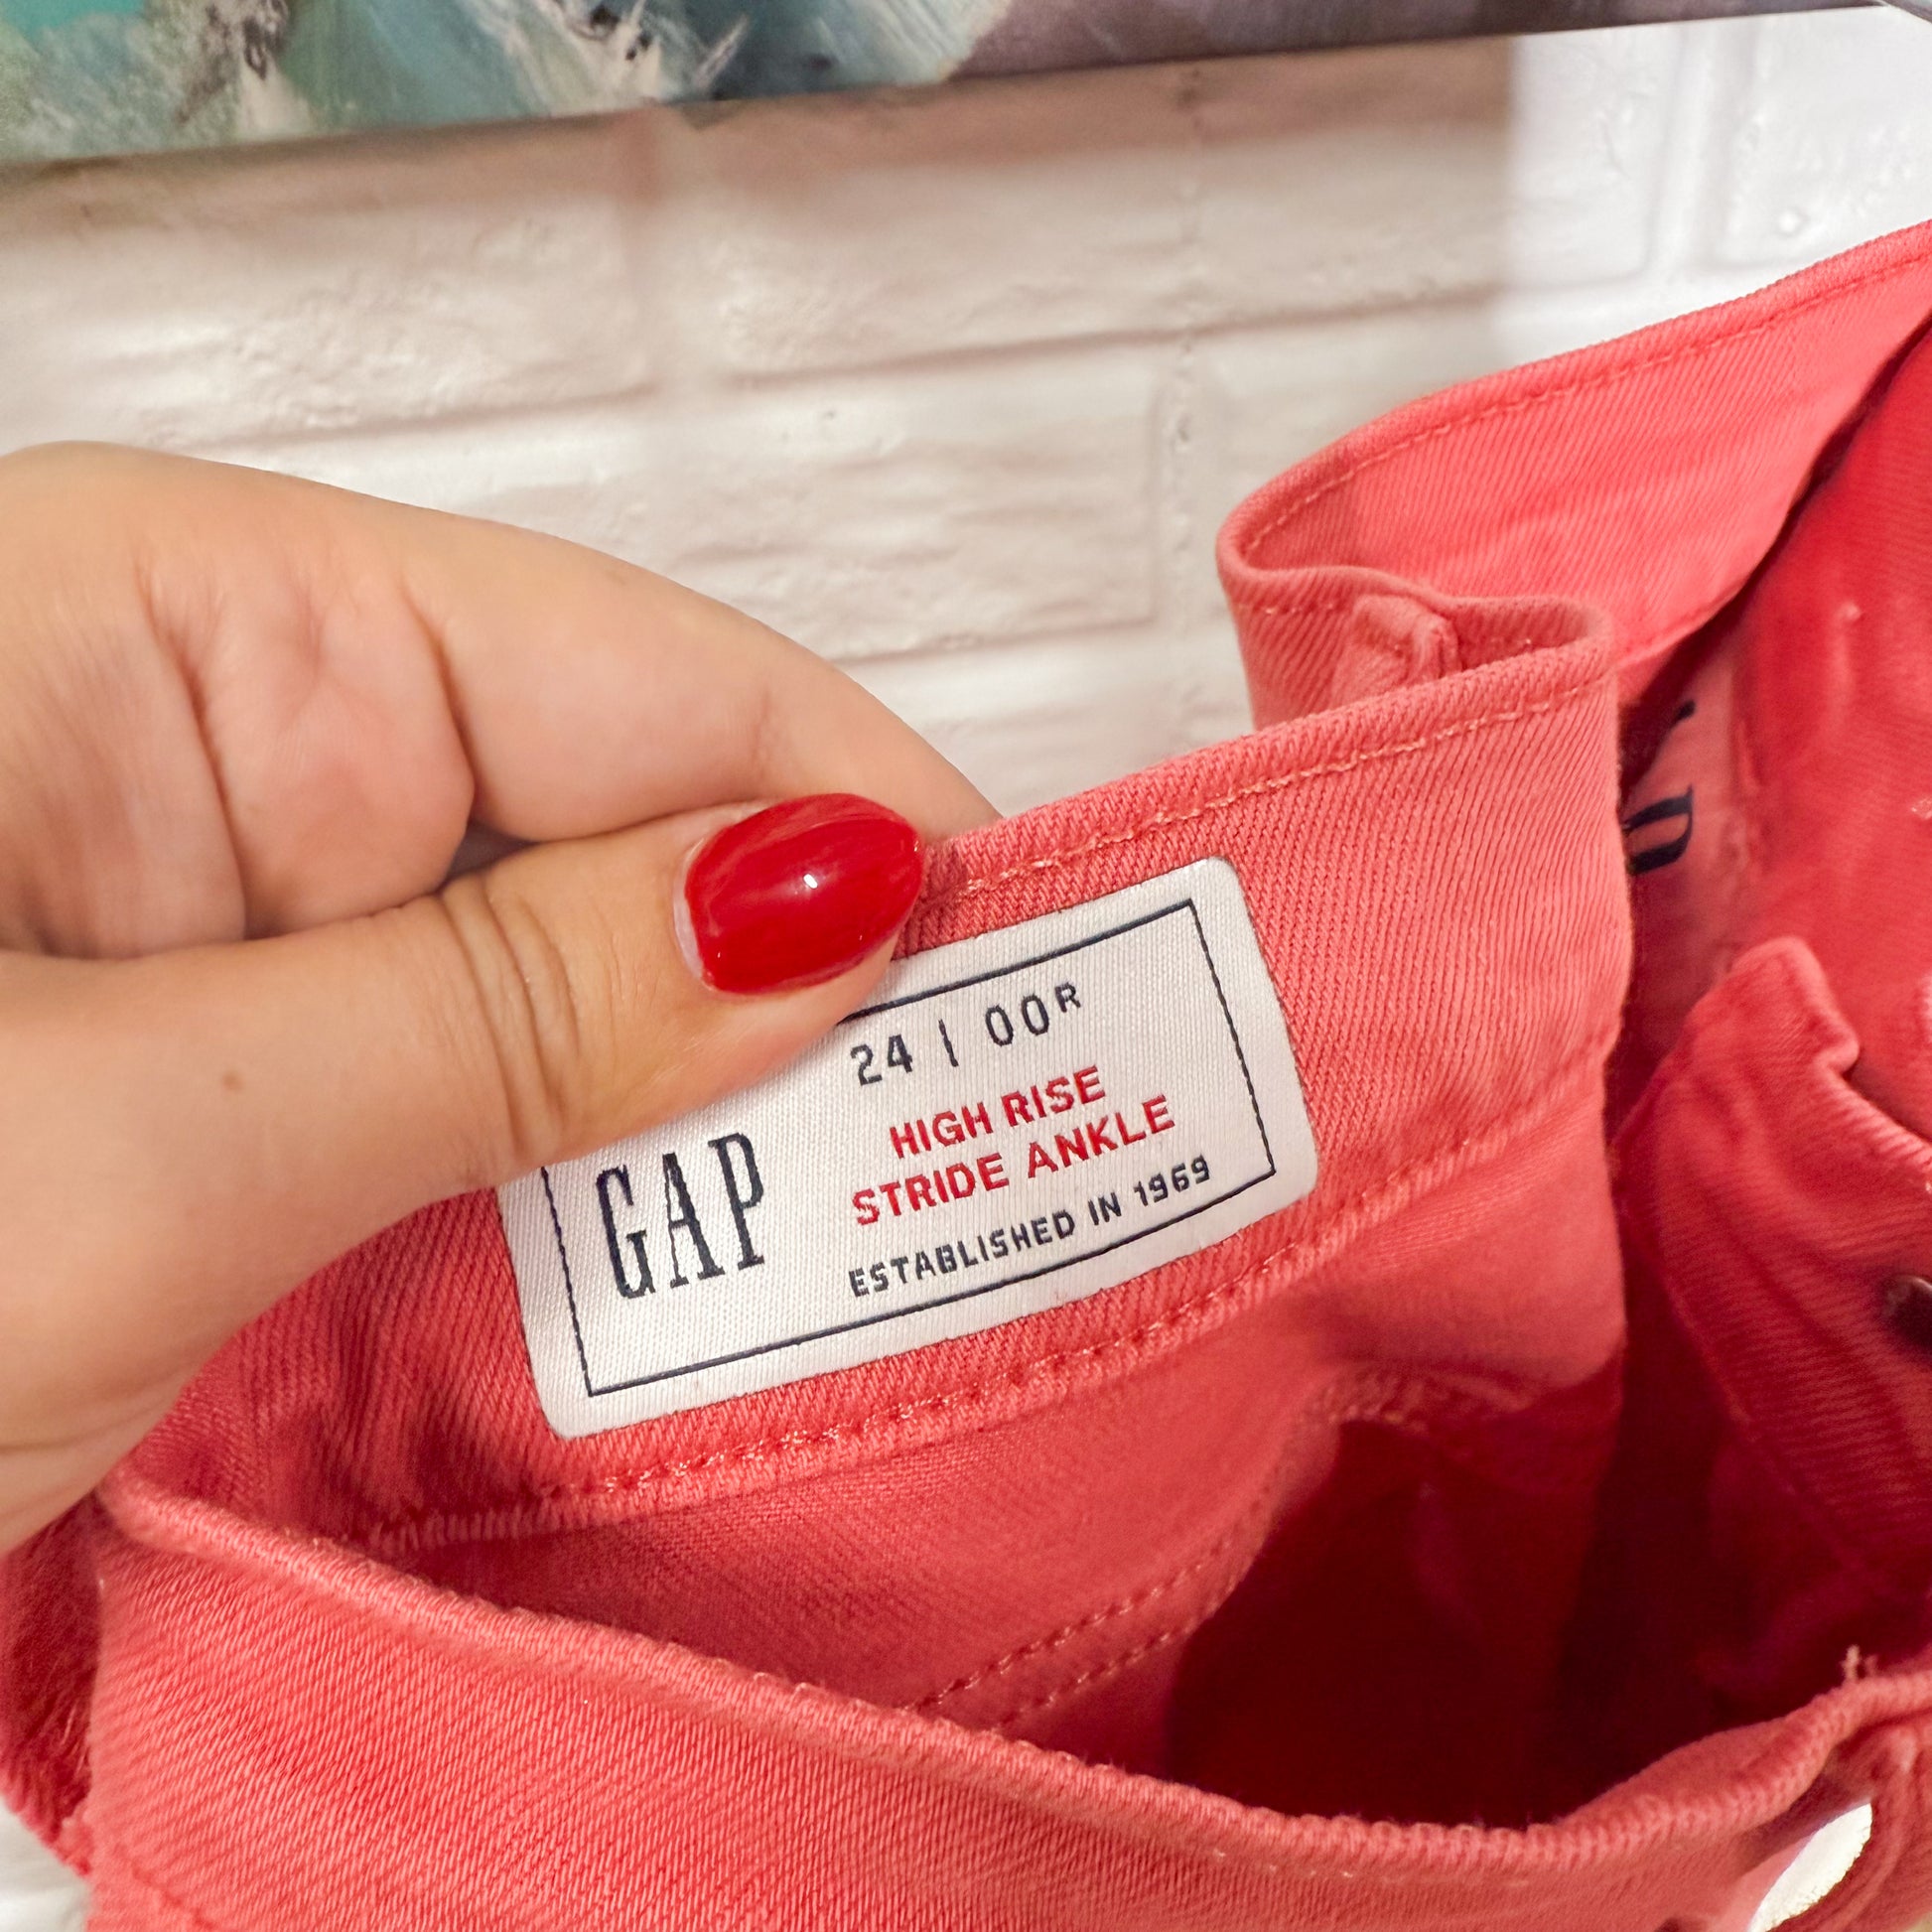 24 | 00R
HIGH RISE
STRIDE ANKLE
GAP
ESTABLISHED IN 1969